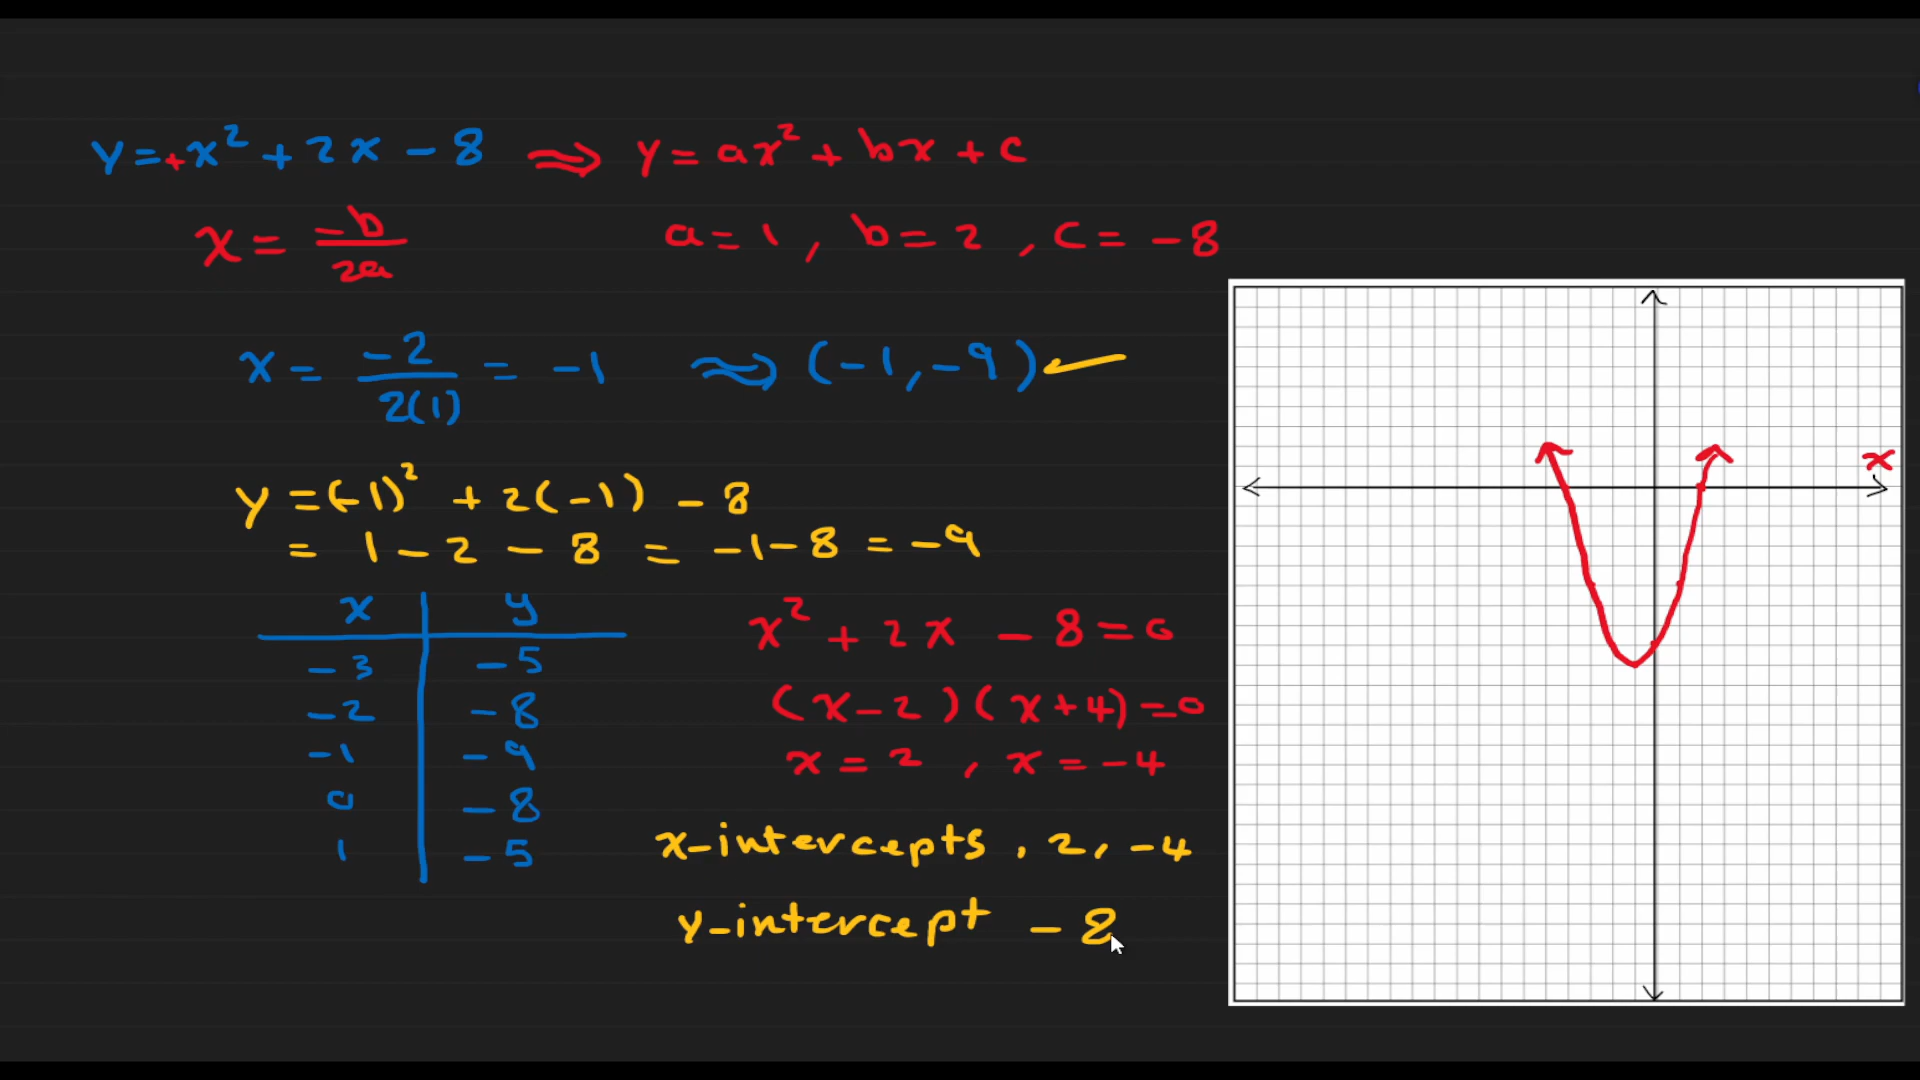 y=+x²+2x-8 ⇒ y=ax²+bx+c
x=-b/2a a=1, b=2, c=-8
x=-2/2(1)=-1 ⇒ (-1,-9)
y=(-1)²+2(-1)-8
=1-2-8=-1-8=-9
x y
-3 -5
-2 -8
-1 -9
0 -8
1 -5
x²+2x-8=0
(x-2)(x+4)=0
x=2, x=-4
x-intercepts. 2, -4
y-intercept -8
x